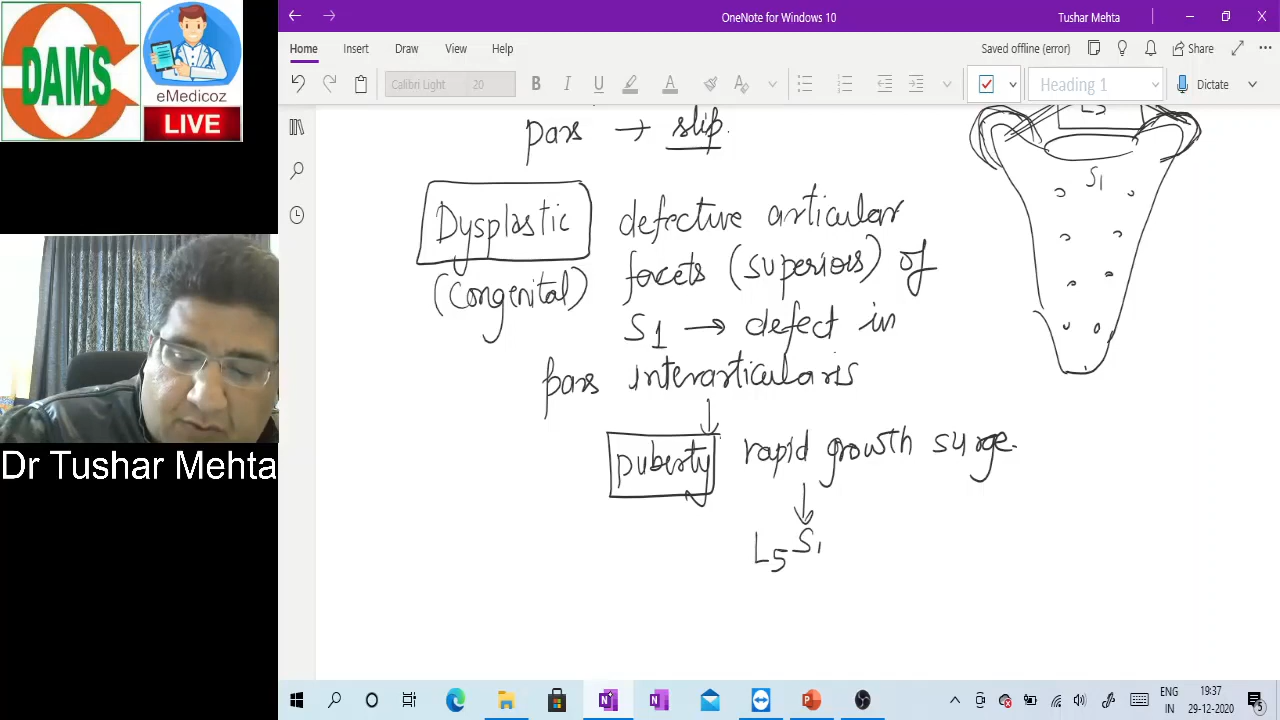 DAMS
eMedicoz
LIVE
Dr Tushar Mehta
OneNote for Windows 10
Tushar Mehta
Home
Insert
Draw
View
Help
Saved offline (error)
Share
Calibri Light
20
B
I
U
A
Heading 1
Dictate
pars → slip.
L5
S1
Dysplastic defective articular
(congenital) facets (superiors) of
S1 → defect in
pars interarticularis
↓
puberty rapid growth surge.
↓
L5 S1
ENG
IN
19:37
29-12-2020